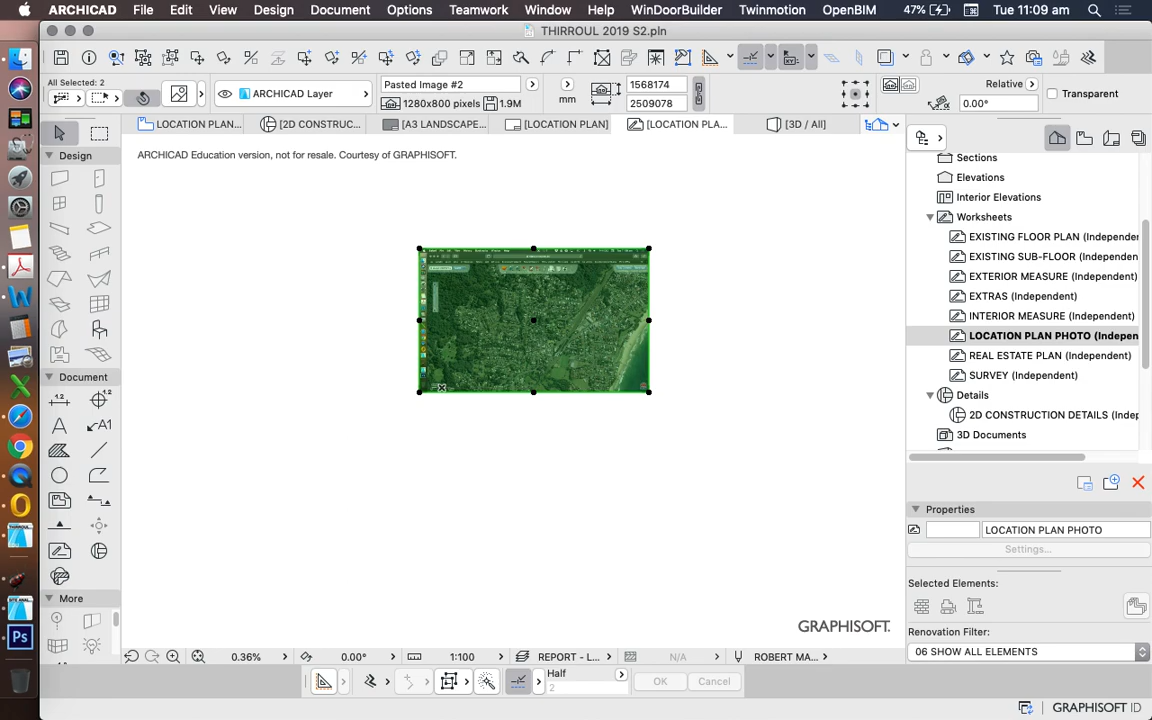 ARCHICAD File Edit View Design Document Options Teamwork Window Help WinDoorBuilder Twinmotion OpenBIM 47% Tue 11:09 am
THIRROUL 2019 S2.pln
All Selected: 2
ARCHICAD Layer
Pasted Image #2
1280x800 pixels 1.9M
mm
1568174
2509078
Relative
0.00°
Transparent
LOCATION PLAN...
[2D CONSTRUC...
[A3 LANDSCAPE...
[LOCATION PLAN]
[LOCATION PLA...
[3D / All]
ARCHICAD Education version, not for resale. Courtesy of GRAPHISOFT.
Design
Document
More
Sections
Elevations
Interior Elevations
Worksheets
EXISTING FLOOR PLAN (Independen
EXISTING SUB-FLOOR (Independen
EXTERIOR MEASURE (Independent)
EXTRAS (Independent)
INTERIOR MEASURE (Independent)
LOCATION PLAN PHOTO (Indepen
REAL ESTATE PLAN (Independent)
SURVEY (Independent)
Details
2D CONSTRUCTION DETAILS (Indep
3D Documents
Properties
LOCATION PLAN PHOTO
Settings...
Selected Elements:
Renovation Filter:
06 SHOW ALL ELEMENTS
GRAPHISOFT.
0.36%
0.00°
1:100
REPORT - L...
N/A
ROBERT MA...
Half
2
OK
Cancel
GRAPHISOFT ID